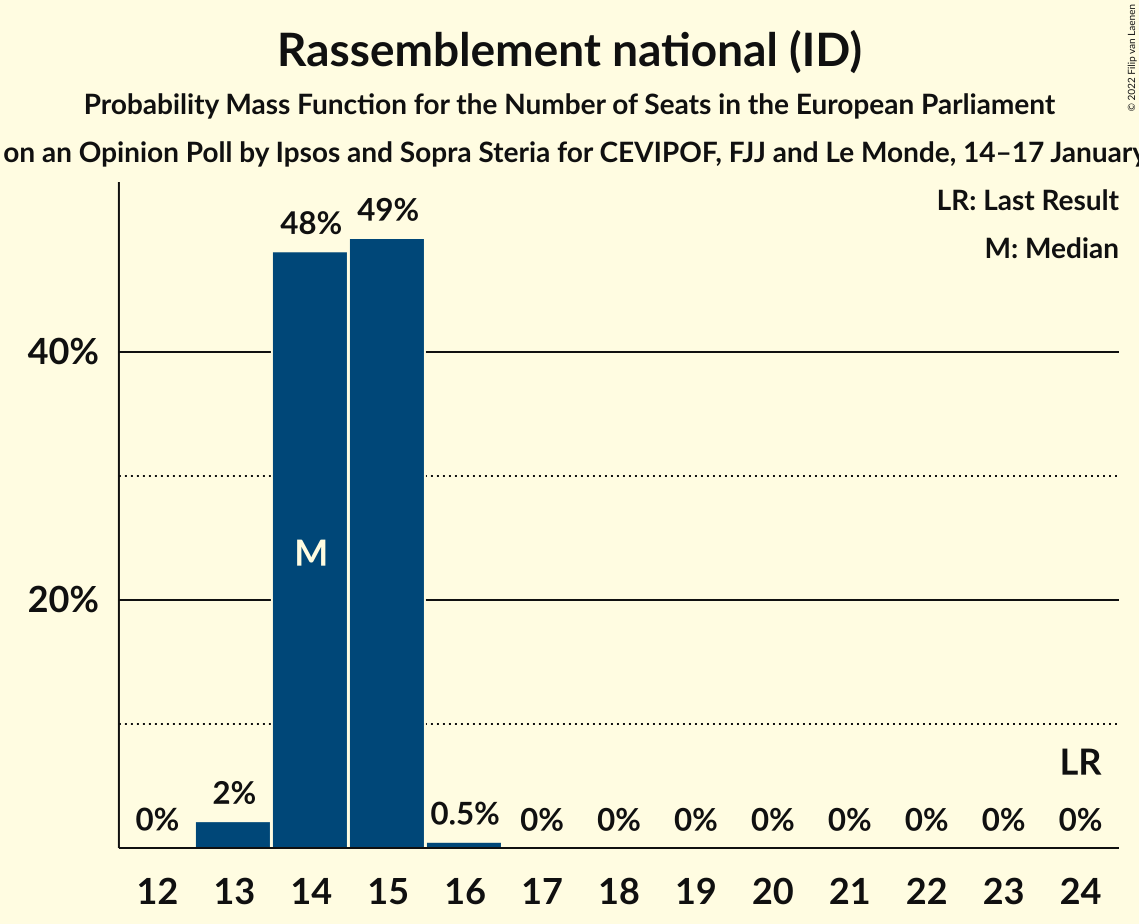 Rassemblement national (ID)
Probability Mass Function for the Number of Seats in the European Parliament
on an Opinion Poll by Ipsos and Sopra Steria for CEVIPOF, FJJ and Le Monde, 14–17 January
© 2022 Filip van Laenen
LR: Last Result
M: Median
48% 49%
40%
M
20%
LR
0% 2% 0.5% 0% 0% 0% 0% 0% 0% 0% 0%
12 13 14 15 16 17 18 19 20 21 22 23 24